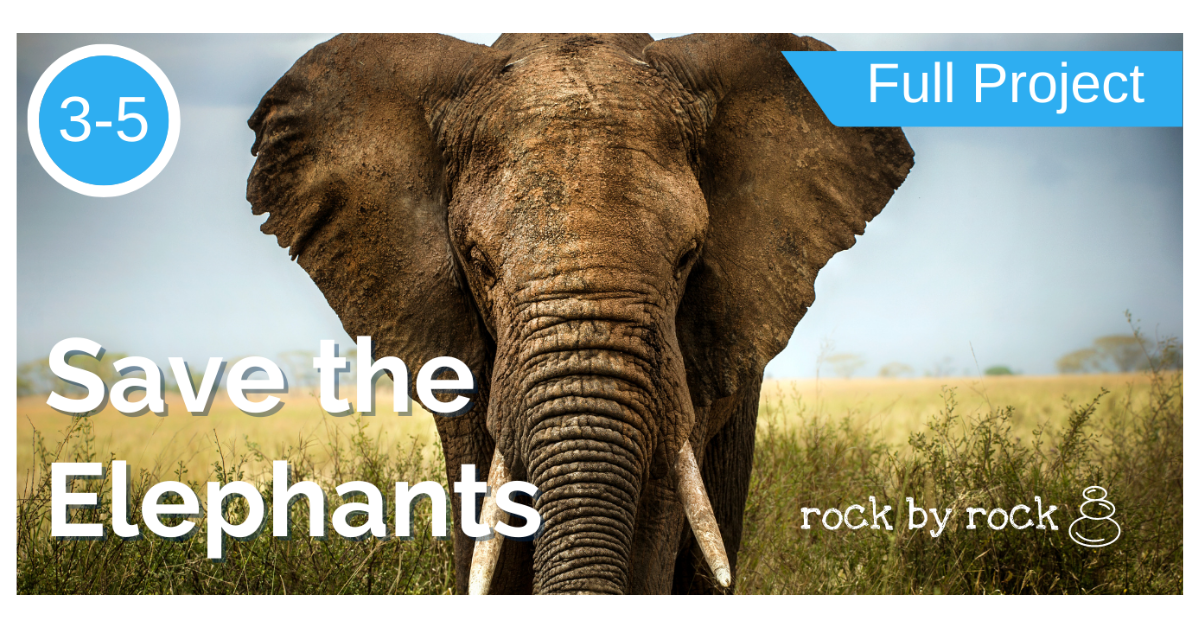 3-5
Full Project
Save the
Elephants
rock by rock